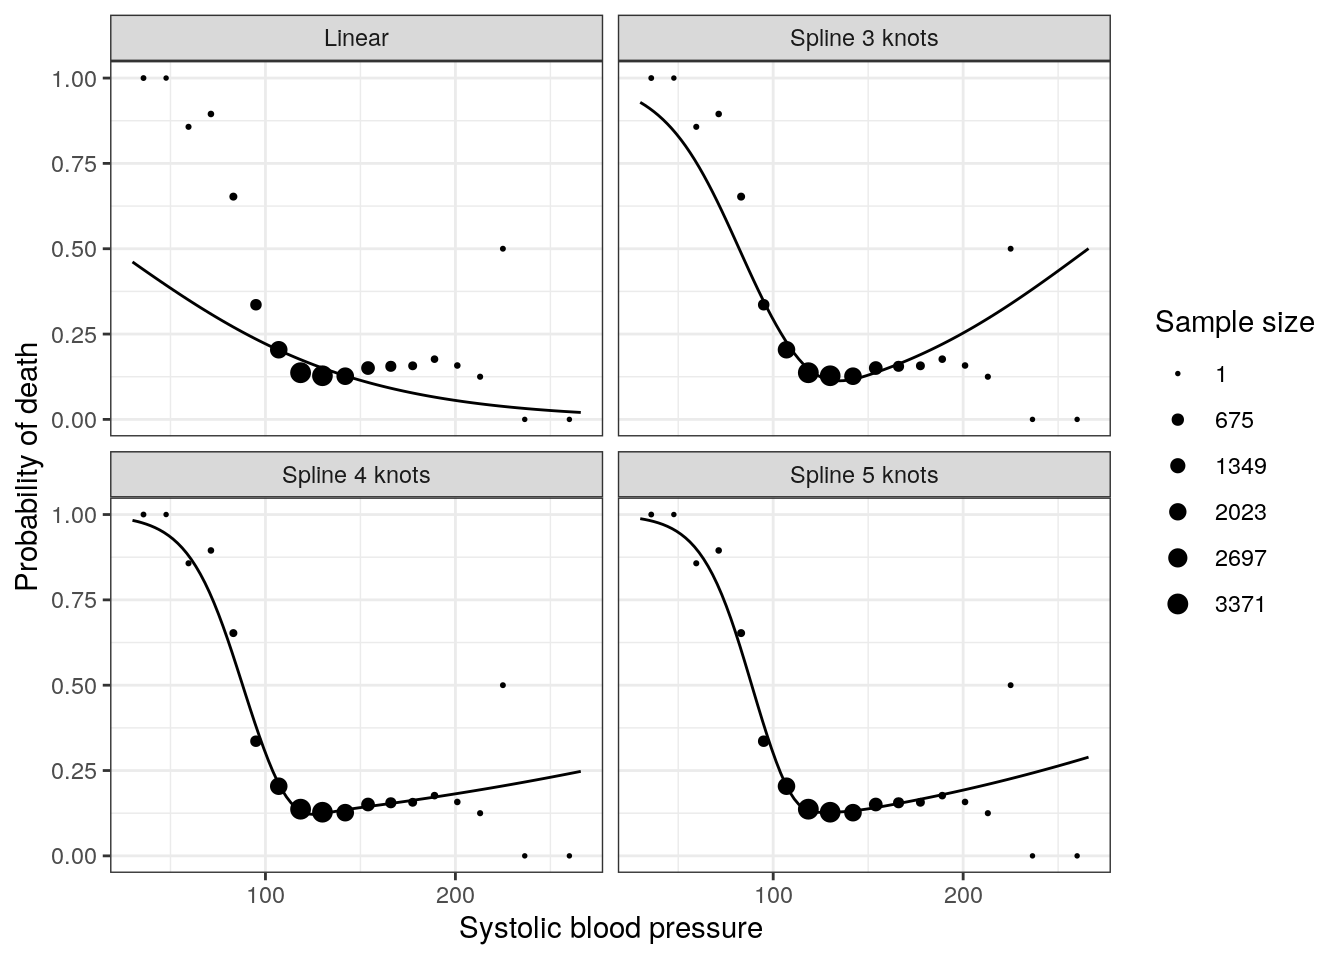 Linear
Spline 3 knots
1.00
0.75
0.50
0.25
0.00
Spline 4 knots
Spline 5 knots
1.00
0.75
0.50
0.25
0.00
100
200
100
200
Systolic blood pressure
Probability of death
Sample size
1
675
1349
2023
2697
3371